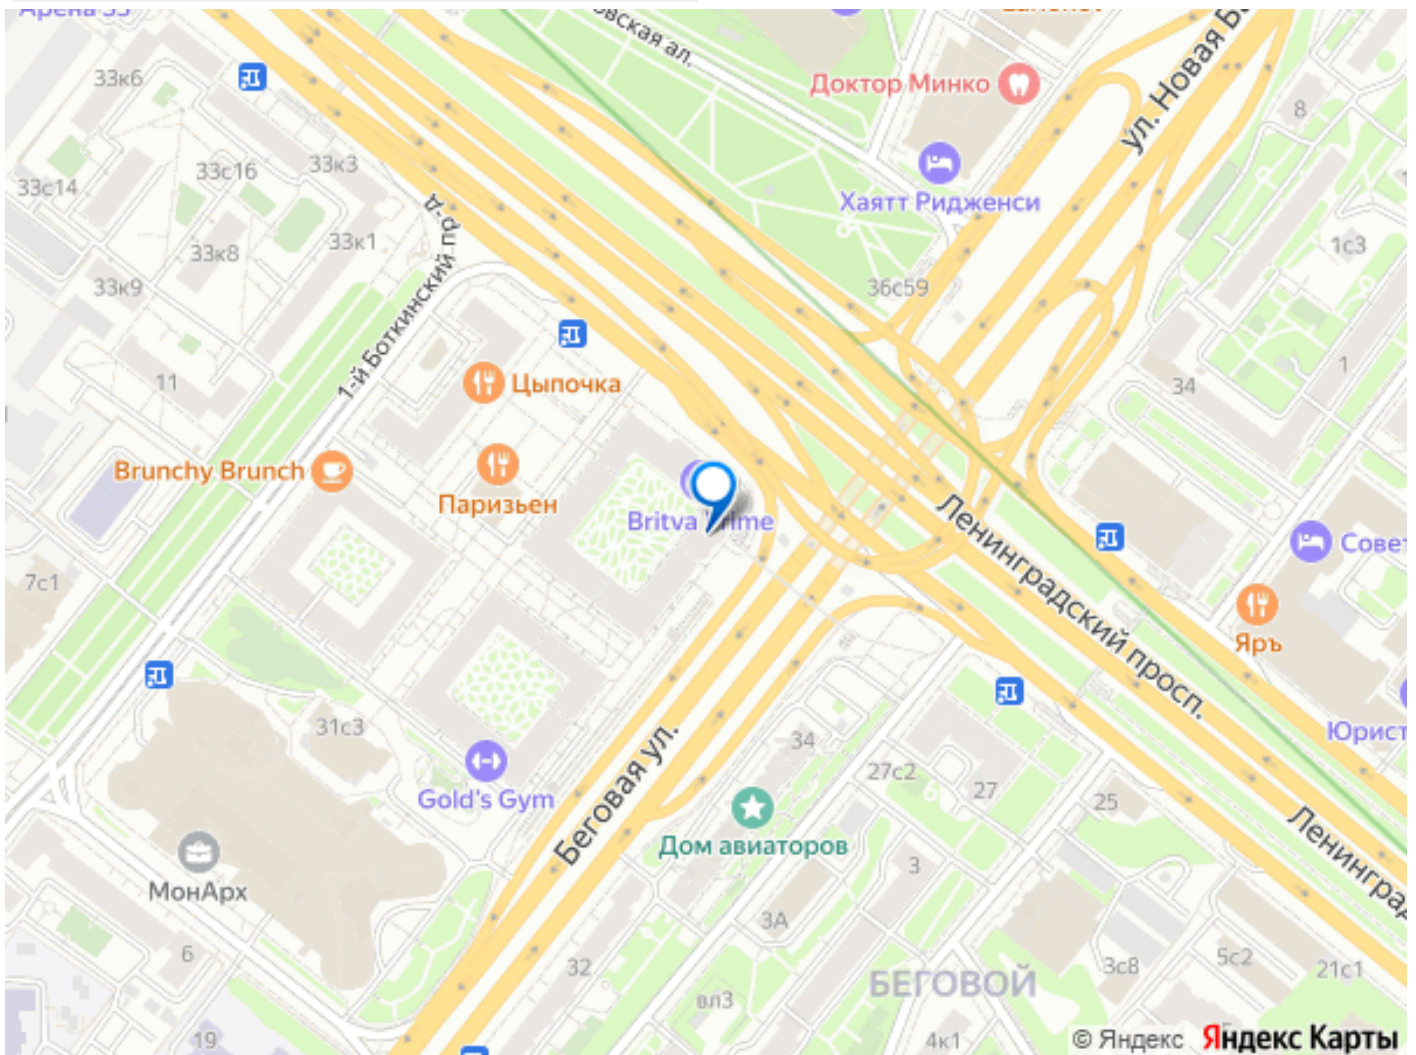 33к6
Доктор Минко
ул. Новая Б
8
33с14
33с16
33к3
Хаятт Ридженси
1-й Боткинский пр-д
33к1
33к8
1с3
33к9
36с59
11
Цыпочка
1
34
Brunchy Brunch
Паризьен
Britva Prime
Ленинградский просп.
Совет
7с1
Яръ
31с3
Беговая ул.
34
27с2
27
25
Юрист
Gold's Gym
Дом авиаторов
Ленинград
МонАрх
3
3А
6
32
вл3
БЕГОВОЙ
3с8
5с2
21с1
19
4к1
© Яндекс Яндекс Карты